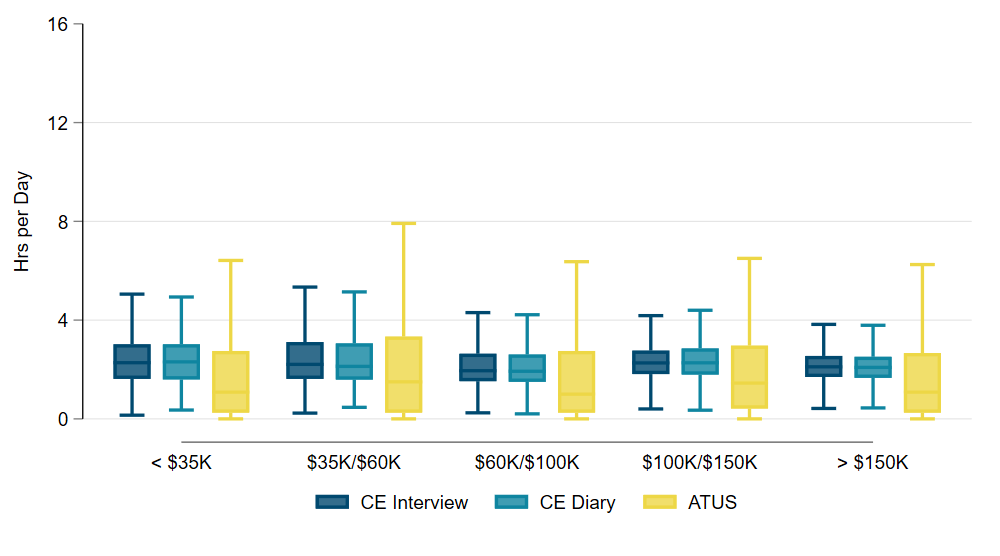 16
12
8
4
0
Hrs per Day
< $35K $35K/$60K $60K/$100K $100K/$150K > $150K
CE Interview CE Diary ATUS